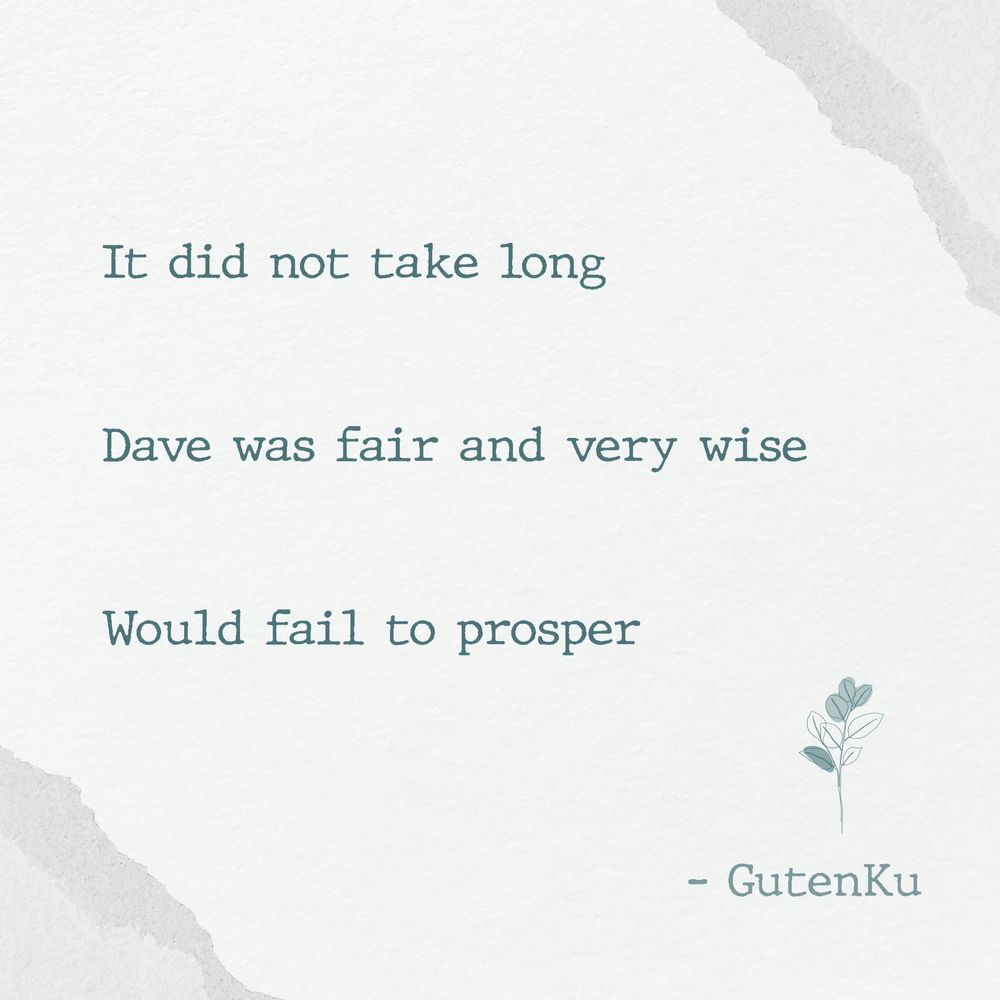 It did not take long
Dave was fair and very wise
Would fail to prosper
- GutenKu